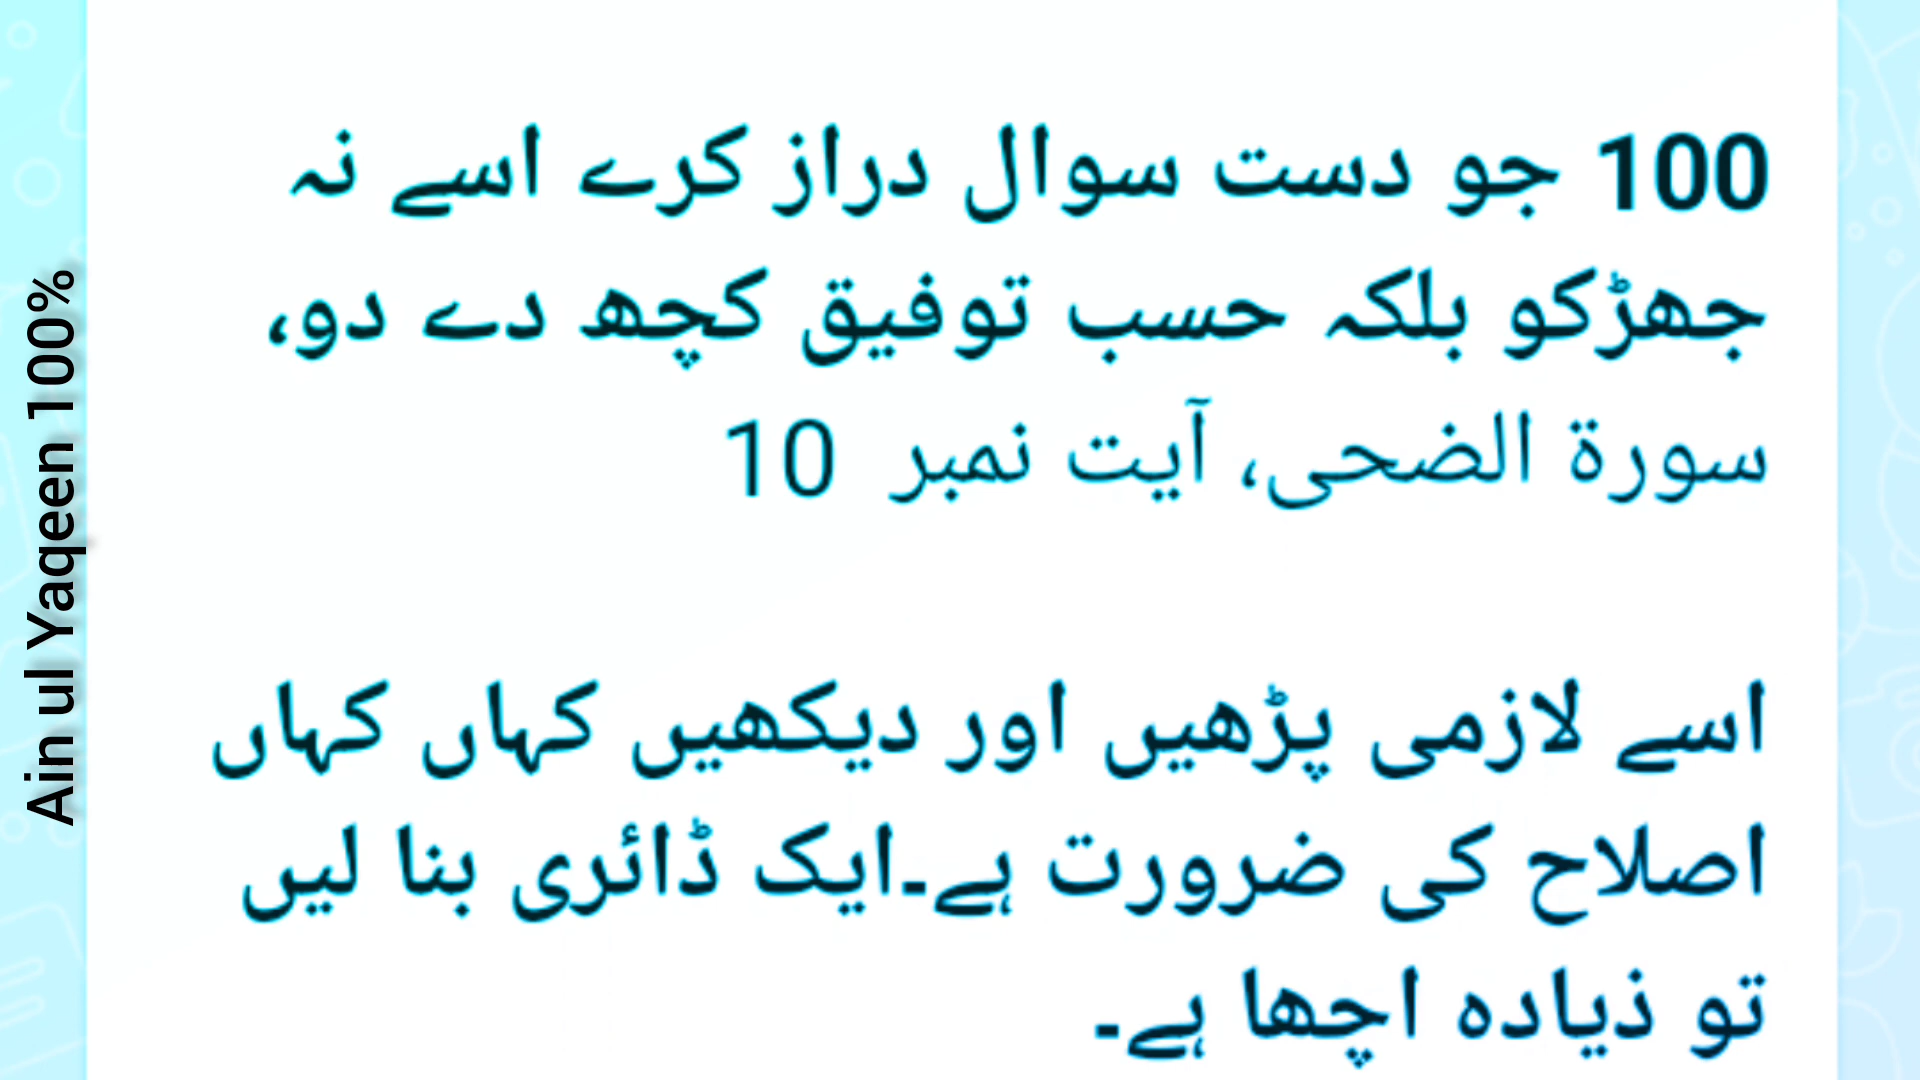 100 جو دست سوال دراز کرے اسے نہ
جھڑکو بلکہ حسب توفیق کچھ دے دو،
سورة الضحی، آیت نمبر 10
اسے لازمی پڑھیں اور دیکھیں کہاں کہاں
اصلاح کی ضرورت ہے۔ایک ڈائری بنا لیں
تو ذیادہ اچھا ہے۔
Ain ul Yaqeen 100%